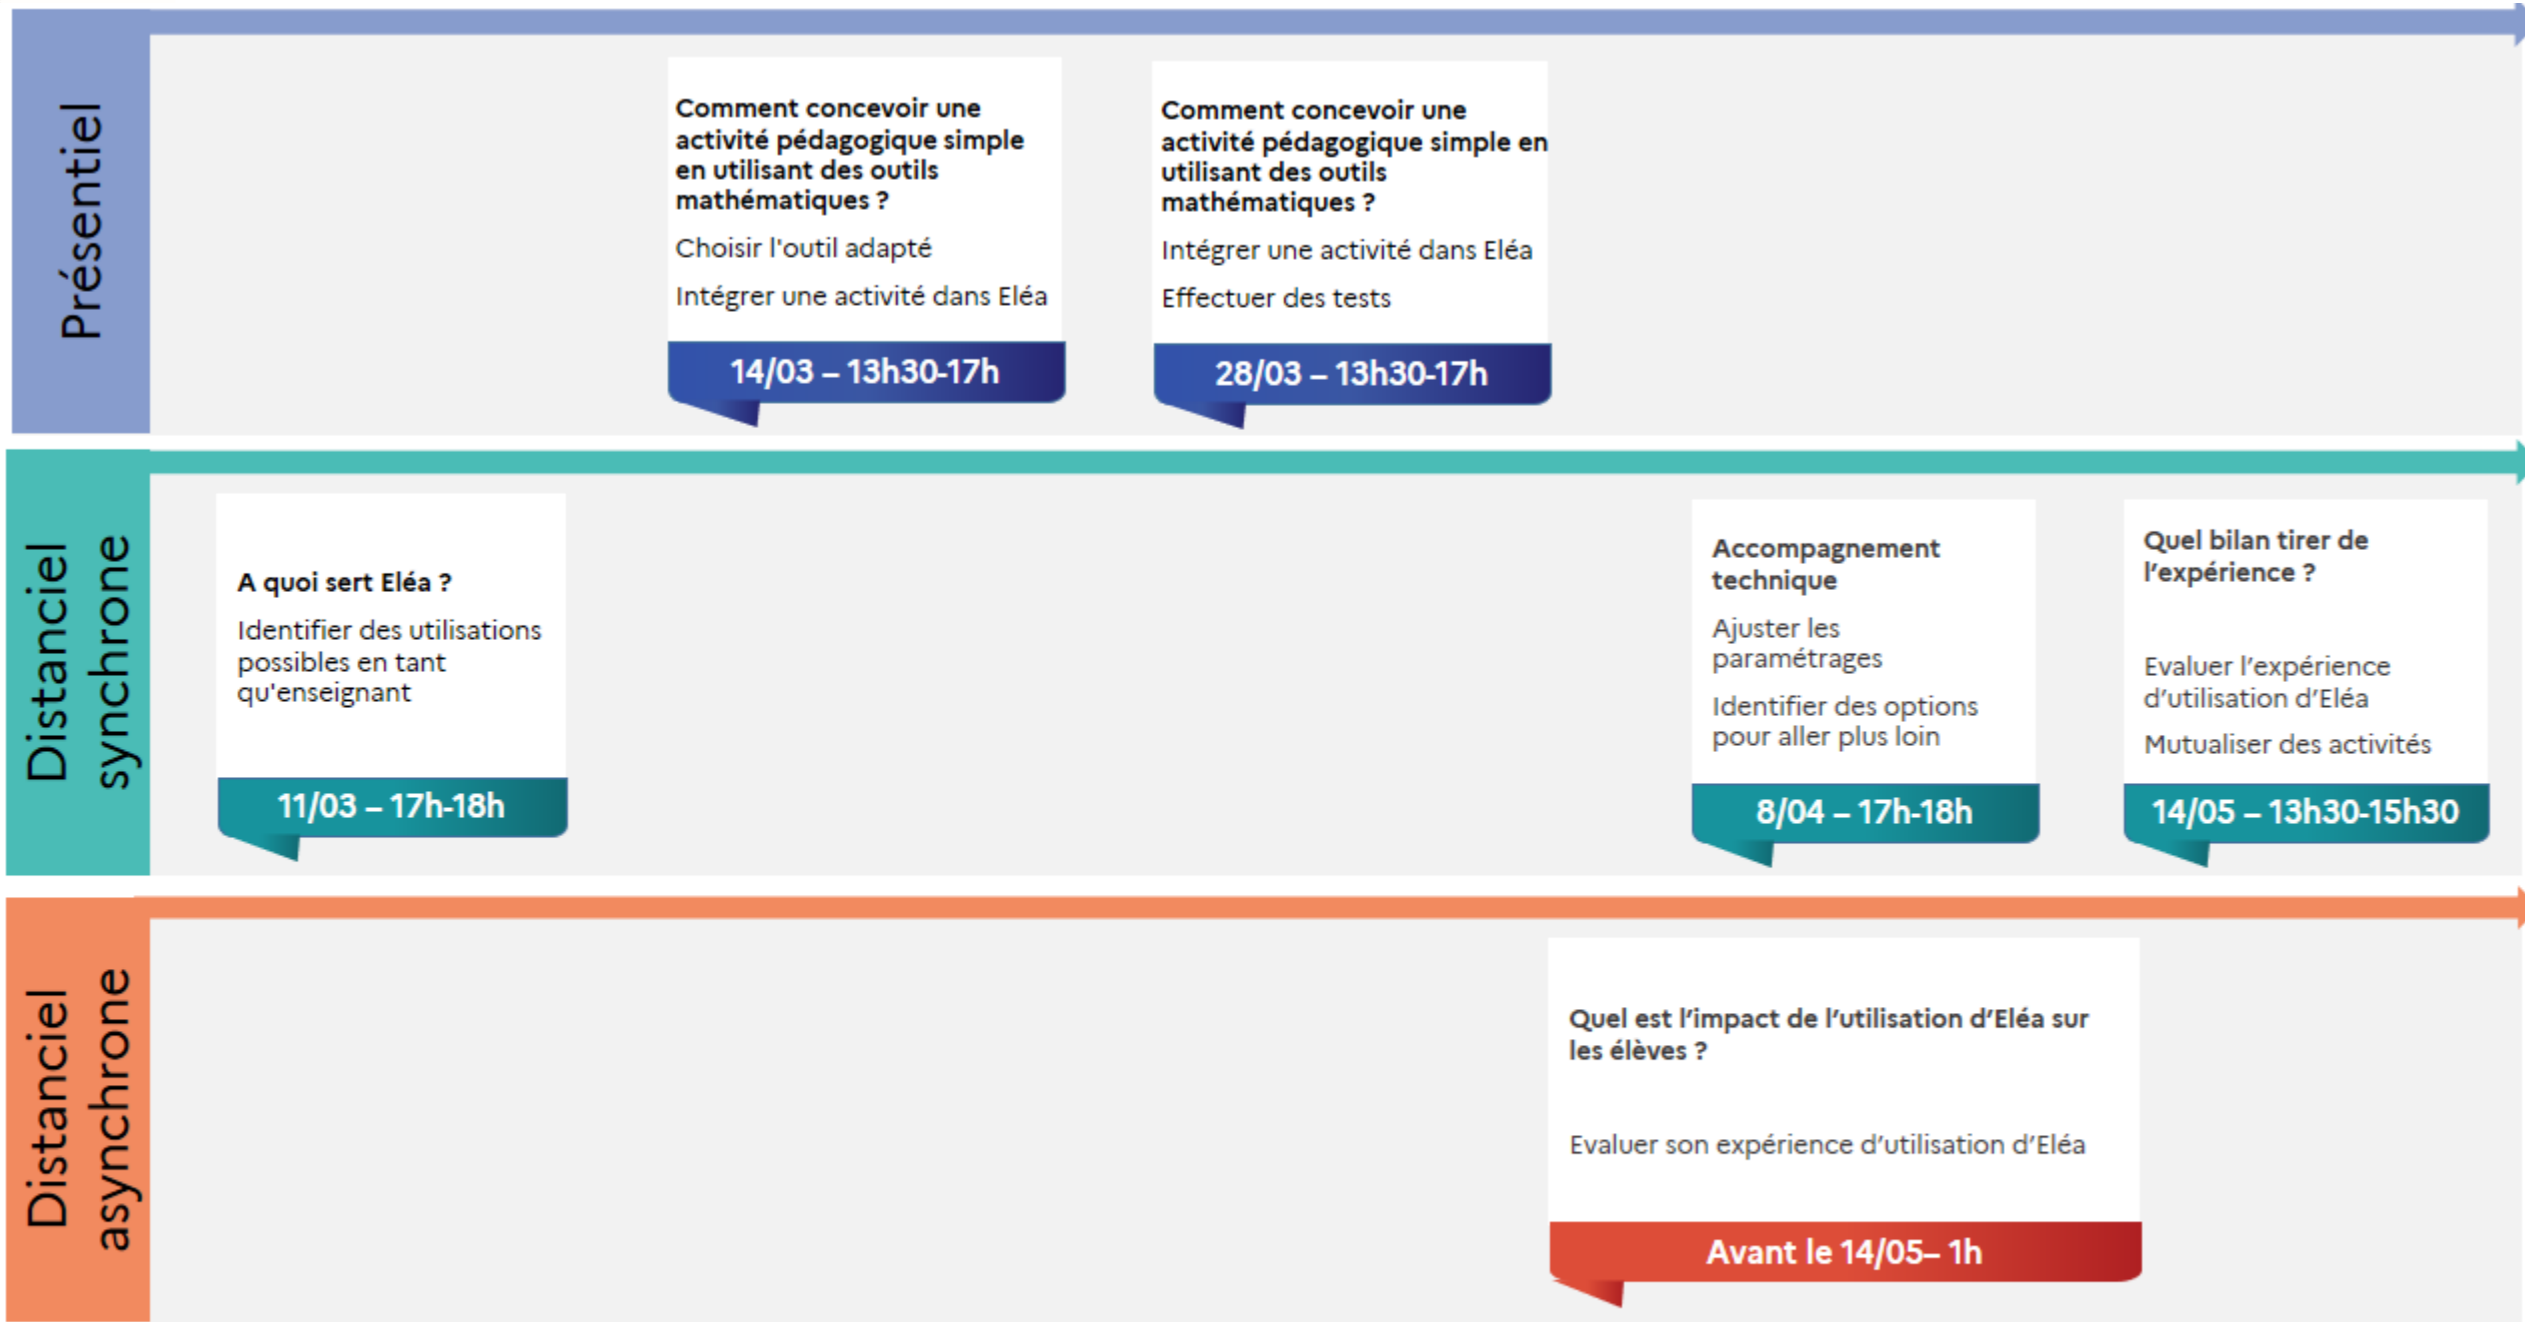 Présentiel
Comment concevoir une
activité pédagogique simple
en utilisant des outils
mathématiques ?
Choisir l'outil adapté
Intégrer une activité dans Eléa
14/03 – 13h30-17h
Comment concevoir une
activité pédagogique simple en
utilisant des outils
mathématiques ?
Intégrer une activité dans Eléa
Effectuer des tests
28/03 – 13h30-17h
Distanciel
synchrone
A quoi sert Eléa ?
Identifier des utilisations
possibles en tant
qu'enseignant
11/03 – 17h-18h
Accompagnement
technique
Ajuster les
paramétrages
Identifier des options
pour aller plus loin
8/04 – 17h-18h
Quel bilan tirer de
l’expérience ?
Evaluer l’expérience
d’utilisation d’Eléa
Mutualiser des activités
14/05 – 13h30-15h30
Distanciel
asynchrone
Quel est l’impact de l’utilisation d’Eléa sur
les élèves ?
Evaluer son expérience d’utilisation d’Eléa
Avant le 14/05– 1h